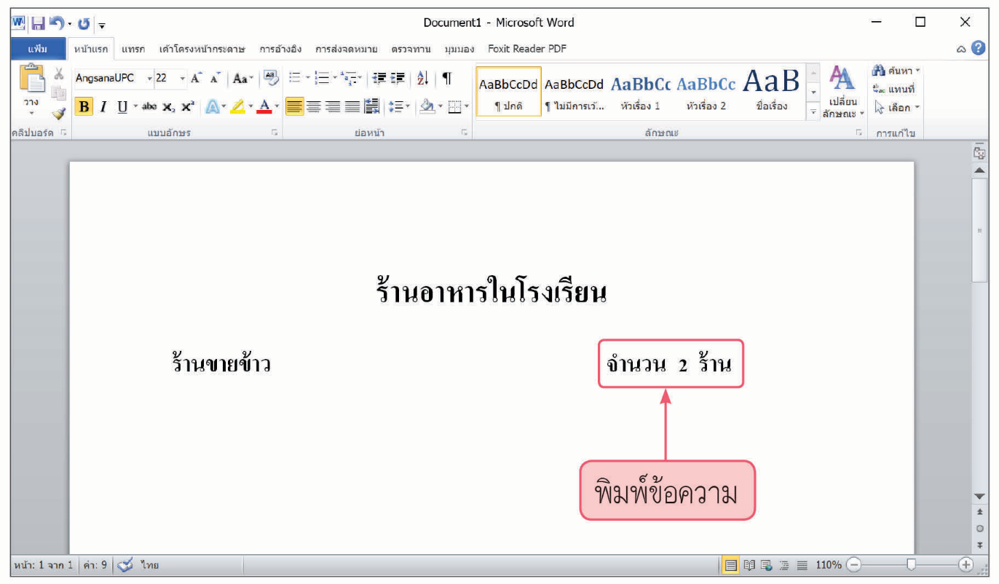 Document1 - Microsoft Word
แฟ้ม หน้าแรก แทรก เค้าโครงหน้ากระดาษ การอ้างอิง การส่งจดหมาย ตรวจทาน มุมมอง Foxit Reader PDF
วาง
AngsanaUPC 22 A A Aa
B I U abc x₂ x² A A
AaBbCcDd AaBbCcDd AaBbCc AaBbCc AaB
¶ ปกติ ¶ ไม่มีการเว้... หัวเรื่อง 1 หัวเรื่อง 2 ชื่อเรื่อง
เปลี่ยน
ลักษณะ
ค้นหา
แทนที่
เลือก
คลิปบอร์ด แบบอักษร ย่อหน้า ลักษณะ การแก้ไข
ร้านอาหารในโรงเรียน
ร้านขายข้าว จำนวน 2 ร้าน
พิมพ์ข้อความ
หน้า: 1 จาก 1 คำ: 9 ไทย 110%